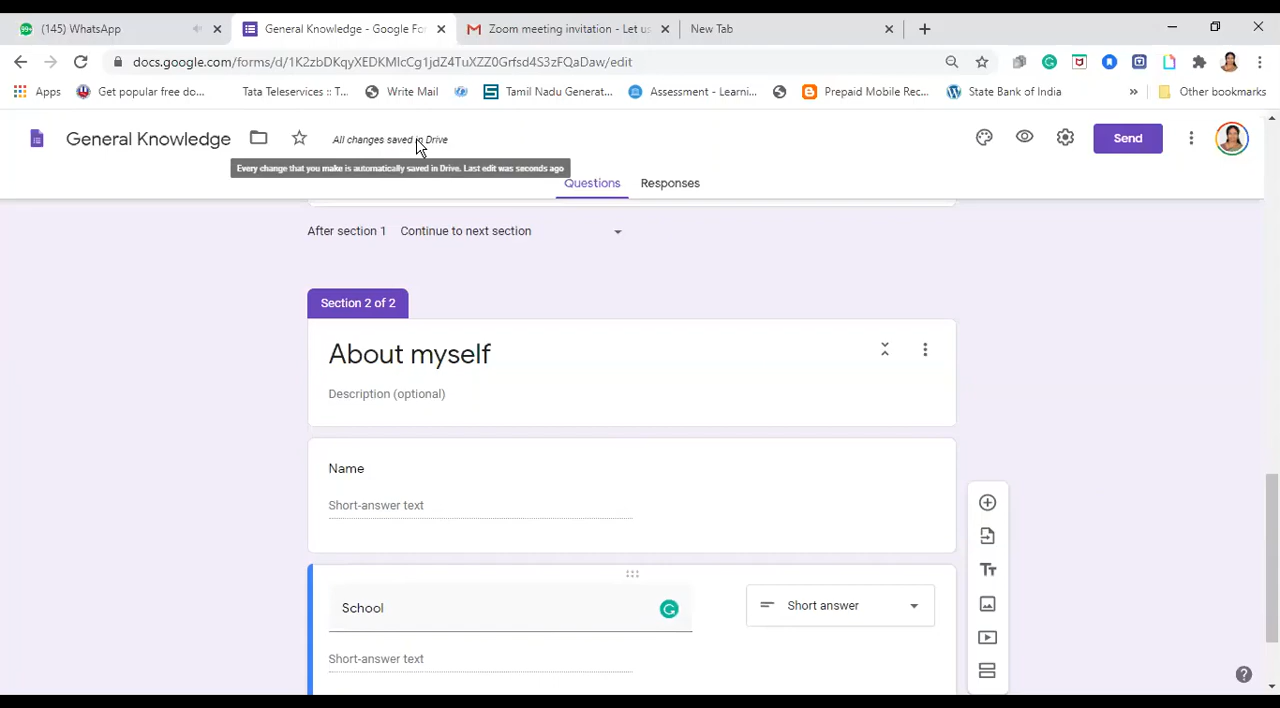 99+ (145) WhatsApp
General Knowledge - Google Fo
Zoom meeting invitation - Let us
New Tab
docs.google.com/forms/d/1K2zbDKqyXEDKMIcCg1jdZ4TbKZZ0Grfs84S3zFQaDaw/edit
Apps
Get popular free do...
Tata Teleservices :: T...
Write Mail
Tamil Nadu Generat...
Assessment - Learni...
Prepaid Mobile Rec...
State Bank of India
»
Other bookmarks
General Knowledge
All changes saved in Drive
Send
Every change that you make is automatically saved in Drive. Last edit was seconds ago
Questions
Responses
After section 1 Continue to next section
Section 2 of 2
About myself
Description (optional)
Name
Short-answer text
School
Short answer
Short-answer text